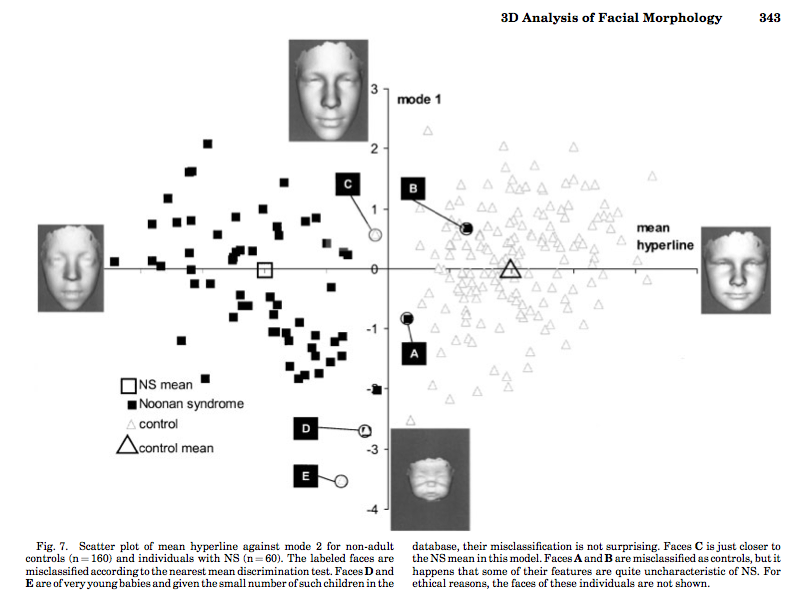 3D Analysis of Facial Morphology 343
3
mode 1
2
C
B
1
mean
hyperline
0
-1
A
NS mean
-2
Noonan syndrome
control
D
control mean
-3
E
-4
Fig. 7. Scatter plot of mean hyperline against mode 2 for non-adult
controls (n = 160) and individuals with NS (n = 60). The labeled faces are
misclassified according to the nearest mean discrimination test. Faces D and
E are of very young babies and given the small number of such children in the
database, their misclassification is not surprising. Faces C is just closer to
the NS mean in this model. Faces A and B are misclassified as controls, but it
happens that some of their features are quite uncharacteristic of NS. For
ethical reasons, the faces of these individuals are not shown.